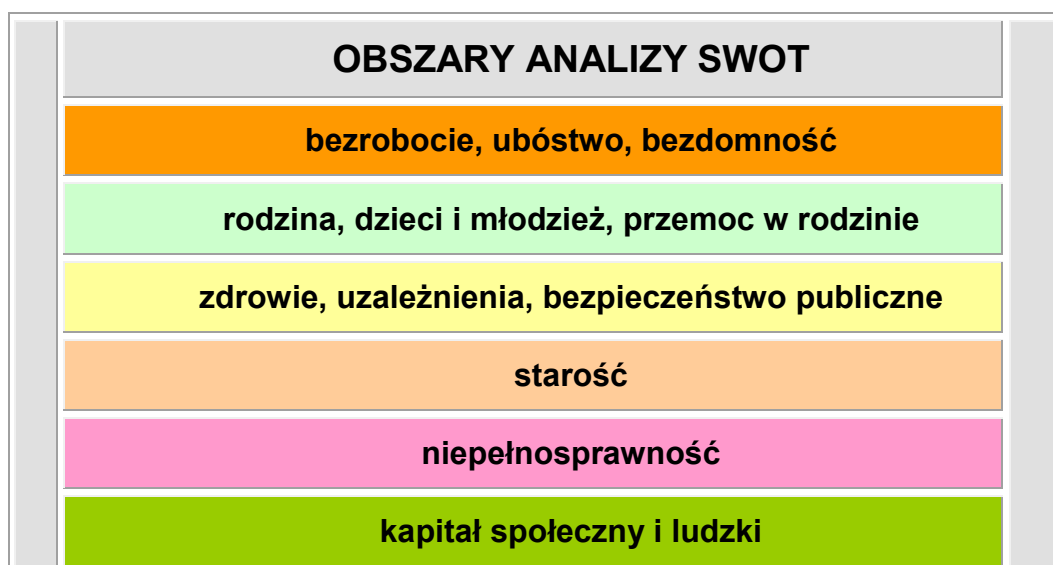 OBSZARY ANALIZY SWOT
bezrobocie, ubóstwo, bezdomność
rodzina, dzieci i młodzież, przemoc w rodzinie
zdrowie, uzależnienia, bezpieczeństwo publiczne
starość
niepełnosprawność
kapitał społeczny i ludzki